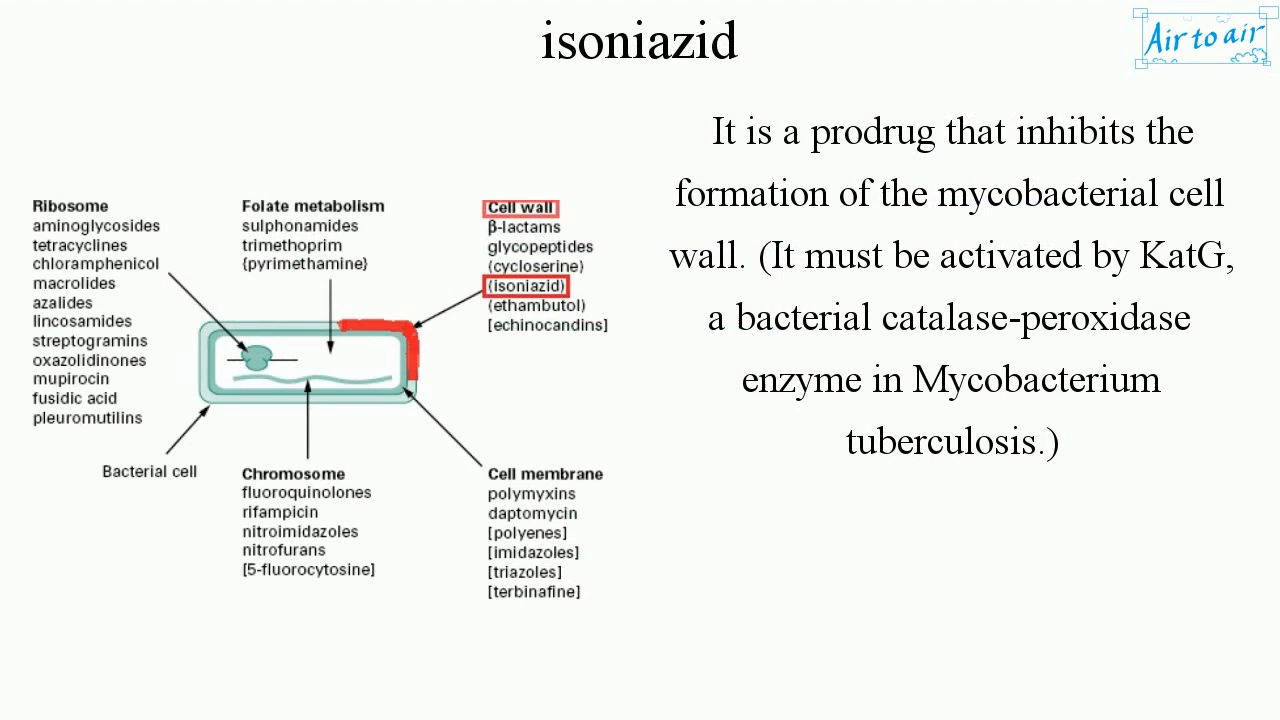 isoniazid
Air to air
It is a prodrug that inhibits the
formation of the mycobacterial cell
wall. (It must be activated by KatG,
a bacterial catalase-peroxidase
enzyme in Mycobacterium
tuberculosis.)
Ribosome
aminoglycosides
tetracyclines
chloramphenicol
macrolides
azalides
lincosamides
streptogramins
oxazolidinones
mupirocin
fusidic acid
pleuromutilins
Folate metabolism
sulphonamides
trimethoprim
{pyrimethamine}
Cell wall
β-lactams
glycopeptides
(cycloserine)
(isoniazid)
(ethambutol)
[echinocandins]
Bacterial cell
Chromosome
fluoroquinolones
rifampicin
nitroimidazoles
nitrofurans
[5-fluorocytosine]
Cell membrane
polymyxins
daptomycin
[polyenes]
[imidazoles]
[triazoles]
[terbinafine]